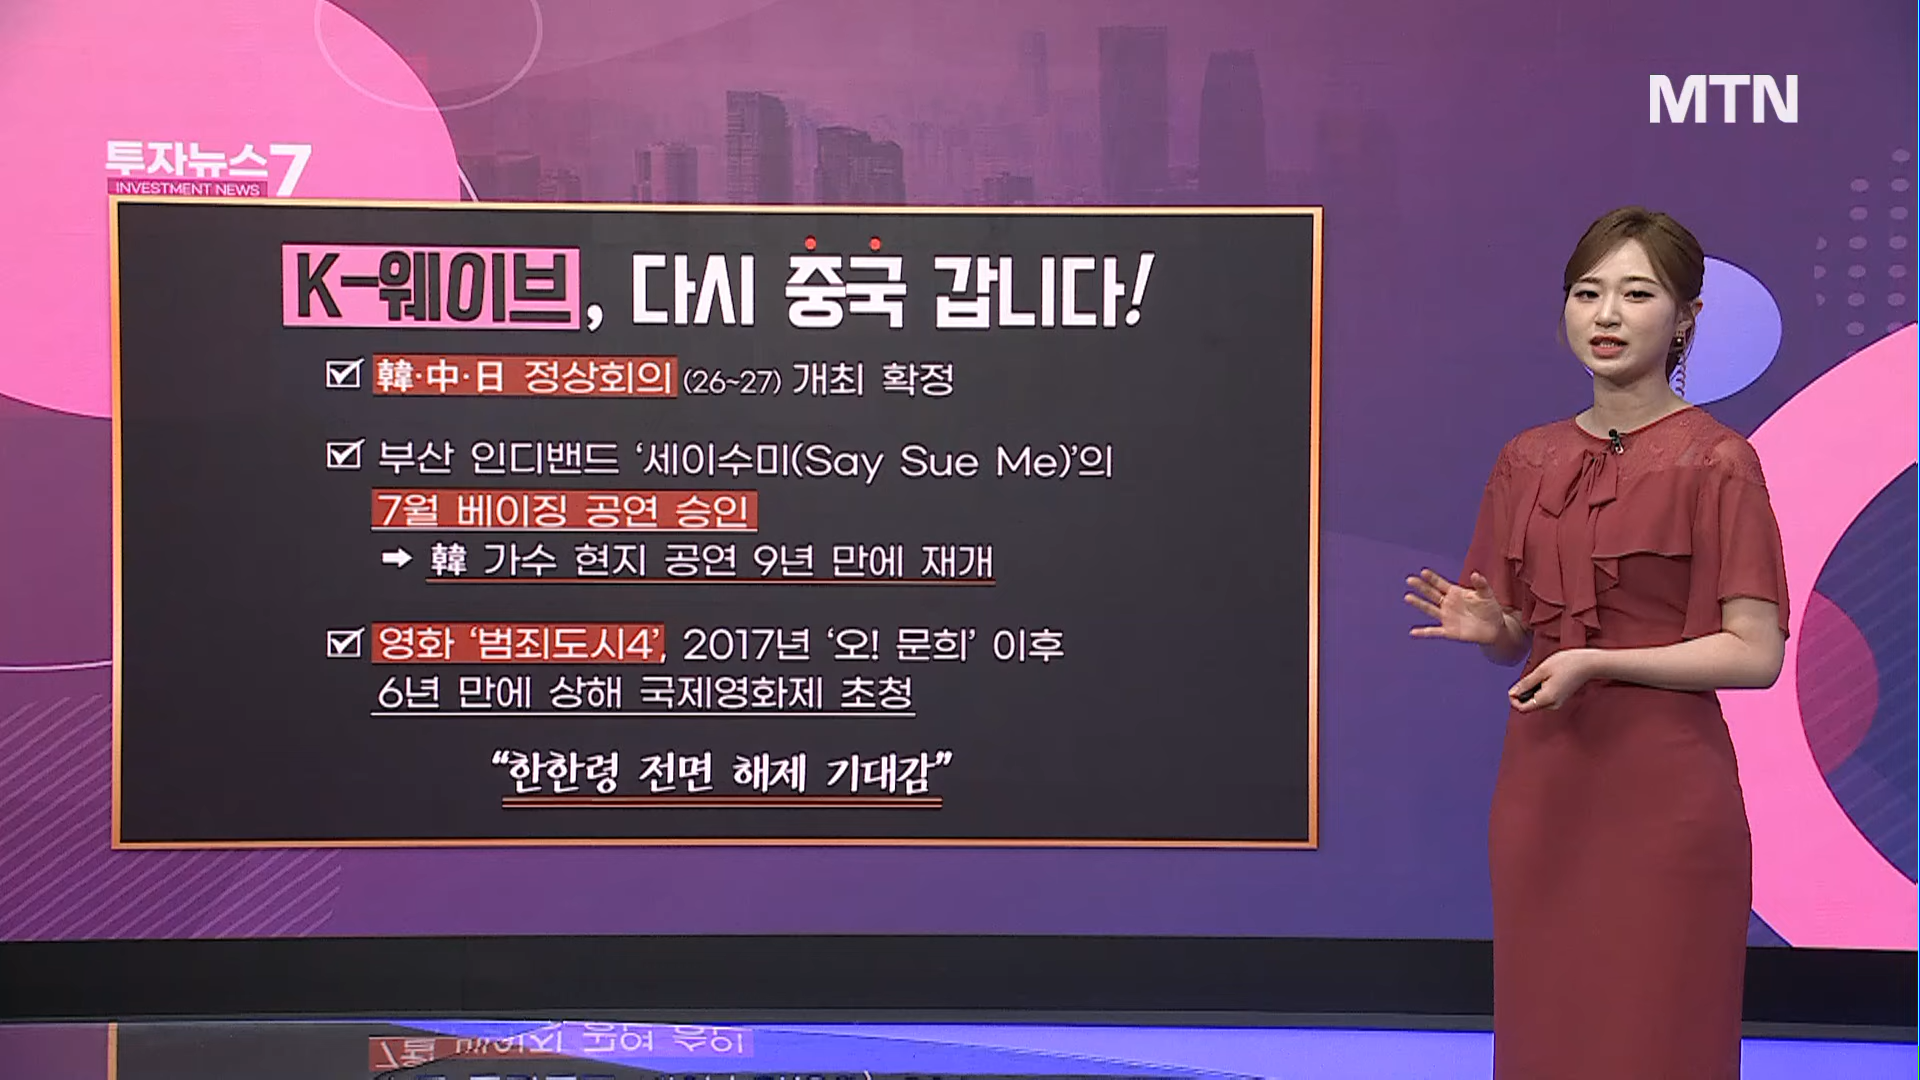 MTN
투자뉴스7
INVESTMENT NEWS
K-웨이브, 다시 중국 갑니다!
韓·中·日 정상회의 (26~27) 개최 확정
부산 인디밴드 ‘세이수미(Say Sue Me)’의
7월 베이징 공연 승인
➡ 韓 가수 현지 공연 9년 만에 재개
영화 ‘범죄도시4’, 2017년 ‘오! 문희’ 이후
6년 만에 상해 국제영화제 초청
“한한령 전면 해제 기대감”